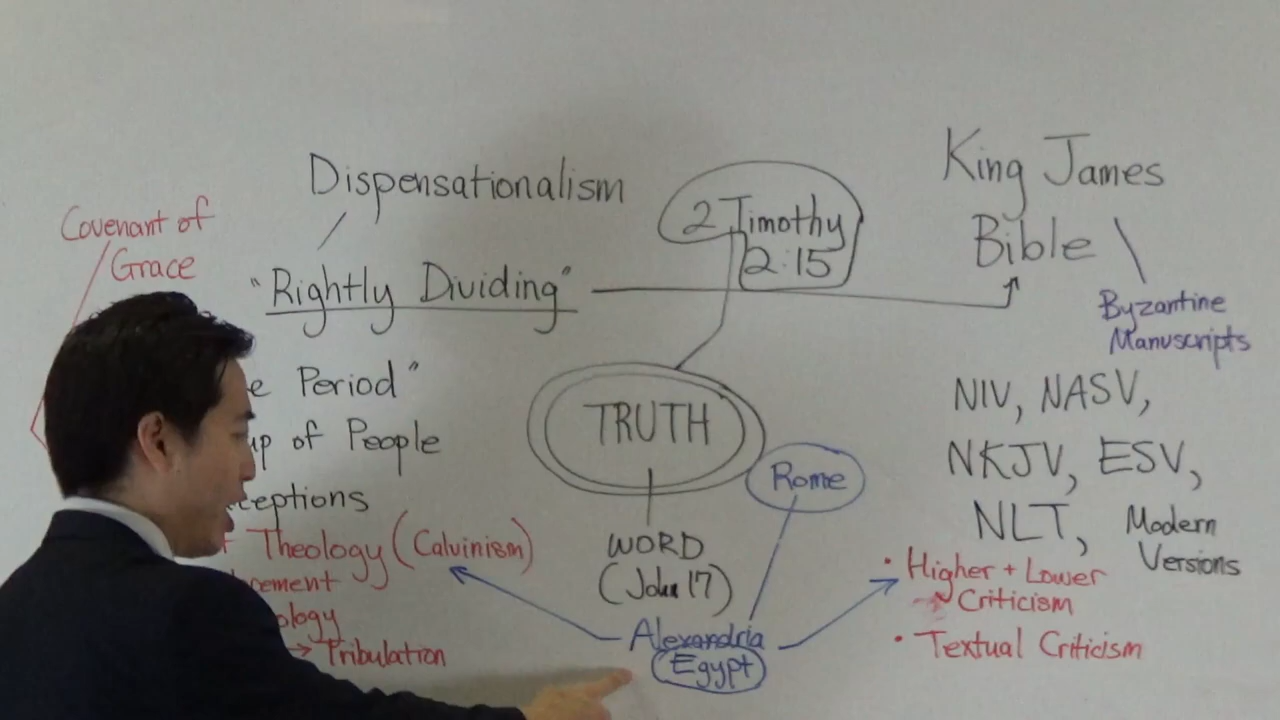 Dispensationalism
"Rightly Dividing"
Covenant of
Grace
Period"
of People
Theology (Calvinism)
→ Tribulation
2 Timothy
2:15
TRUTH
WORD
(John 17)
Rome
Alexandria
Egypt
King James
Bible
Byzantine
Manuscripts
NIV, NASV,
NKJV, ESV,
NLT, Modern
Versions
• Higher + Lower
→ Criticism
• Textual Criticism